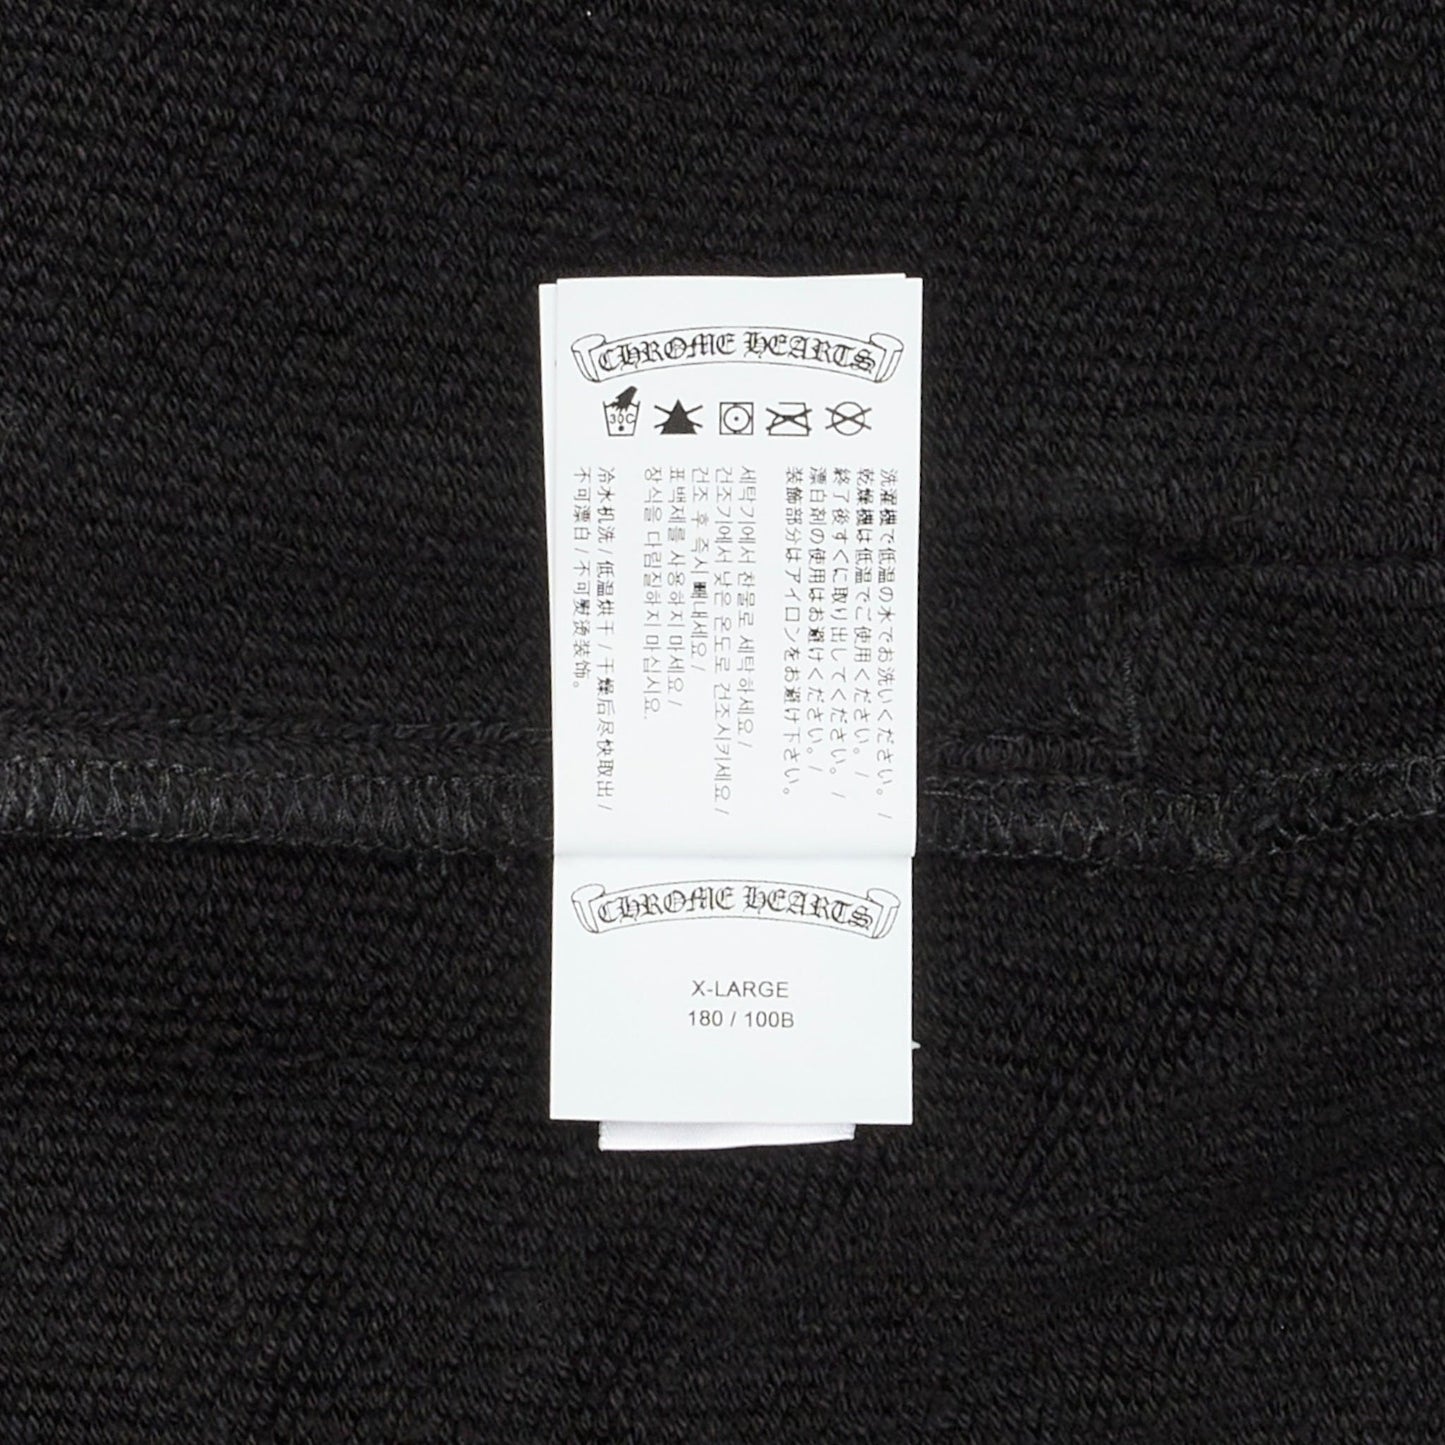 CHROME HEARTS
30C
洗濯機で低温の水でお洗いください。/
乾燥機は低温でご使用ください。/
終了後すぐに取り出してください。/
漂白剤の使用はお避けください。/
装飾部分はアイロンをお避け下さい。
세탁기에서 찬물로 세탁하세요/
건조기에서 낮은 온도로 건조시키세요/
건조 후 즉시 빼내세요/
표백제를 사용하지 마세요/
장식을 다림질하지 마십시요.
冷水机洗/低温烘干/干燥后尽快取出/
不可漂白/不可熨烫装饰。
CHROME HEARTS
X-LARGE
180 / 100B